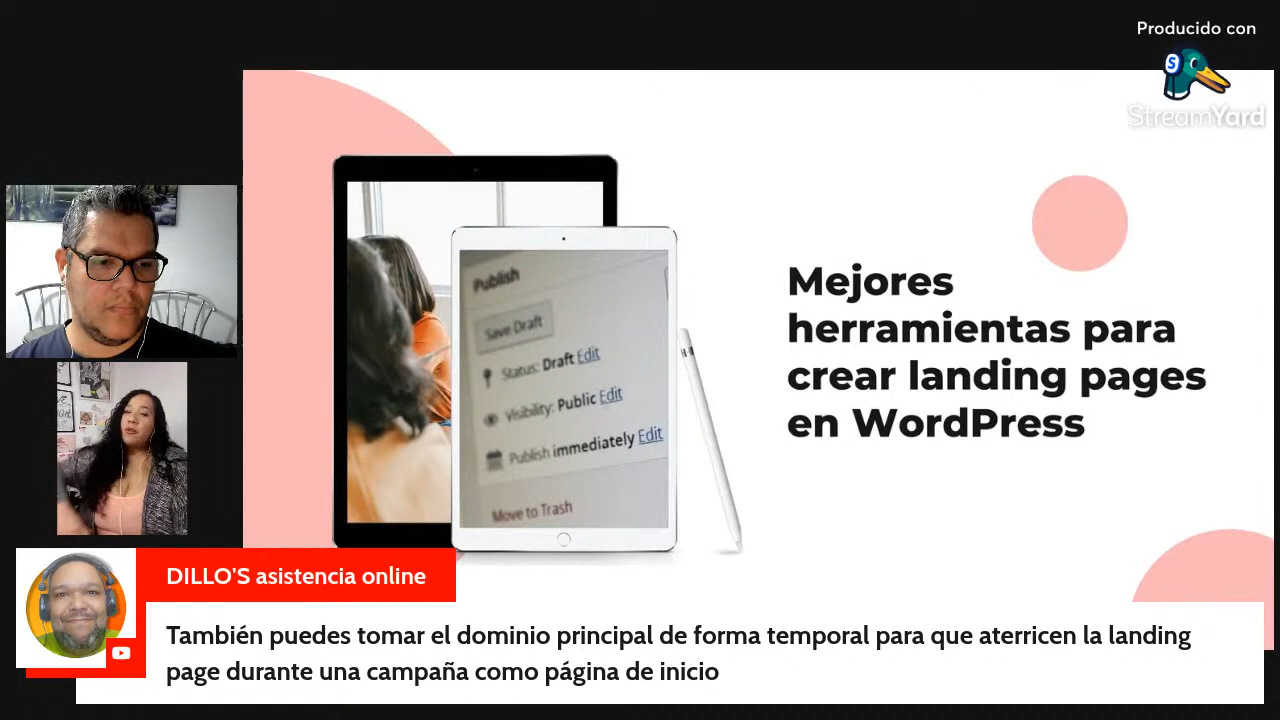 Producido con
S
StreamYard
Publish
Save Draft
Status: Draft Edit
Visibility: Public Edit
Publish immediately Edit
Move to Trash
Mejores
herramientas para
crear landing pages
en WordPress
DILLO'S asistencia online
También puedes tomar el dominio principal de forma temporal para que aterricen la landing
page durante una campaña como página de inicio